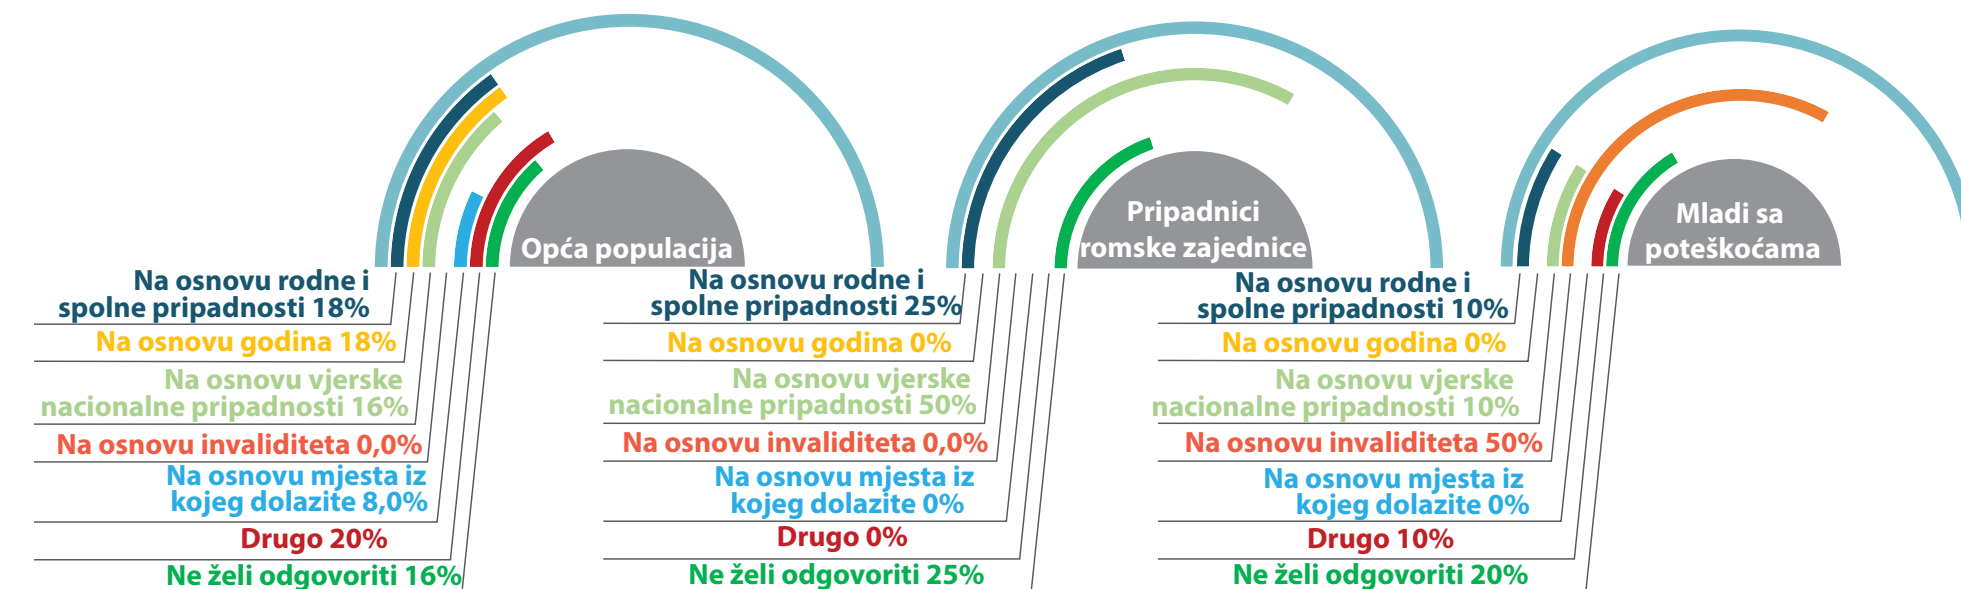 Opća populacija
Na osnovu rodne i
spolne pripadnosti 18%
Na osnovu godina 18%
Na osnovu vjerske
nacionalne pripadnosti 16%
Na osnovu invaliditeta 0,0%
Na osnovu mjesta iz
kojeg dolazite 8,0%
Drugo 20%
Ne želi odgovoriti 16%
Pripadnici
romske zajednice
Na osnovu rodne i
spolne pripadnosti 25%
Na osnovu godina 0%
Na osnovu vjerske
nacionalne pripadnosti 50%
Na osnovu invaliditeta 0,0%
Na osnovu mjesta iz
kojeg dolazite 0%
Drugo 0%
Ne želi odgovoriti 25%
Mladi sa
poteškoćama
Na osnovu rodne i
spolne pripadnosti 10%
Na osnovu godina 0%
Na osnovu vjerske
nacionalne pripadnosti 10%
Na osnovu invaliditeta 50%
Na osnovu mjesta iz
kojeg dolazite 0%
Drugo 10%
Ne želi odgovoriti 20%